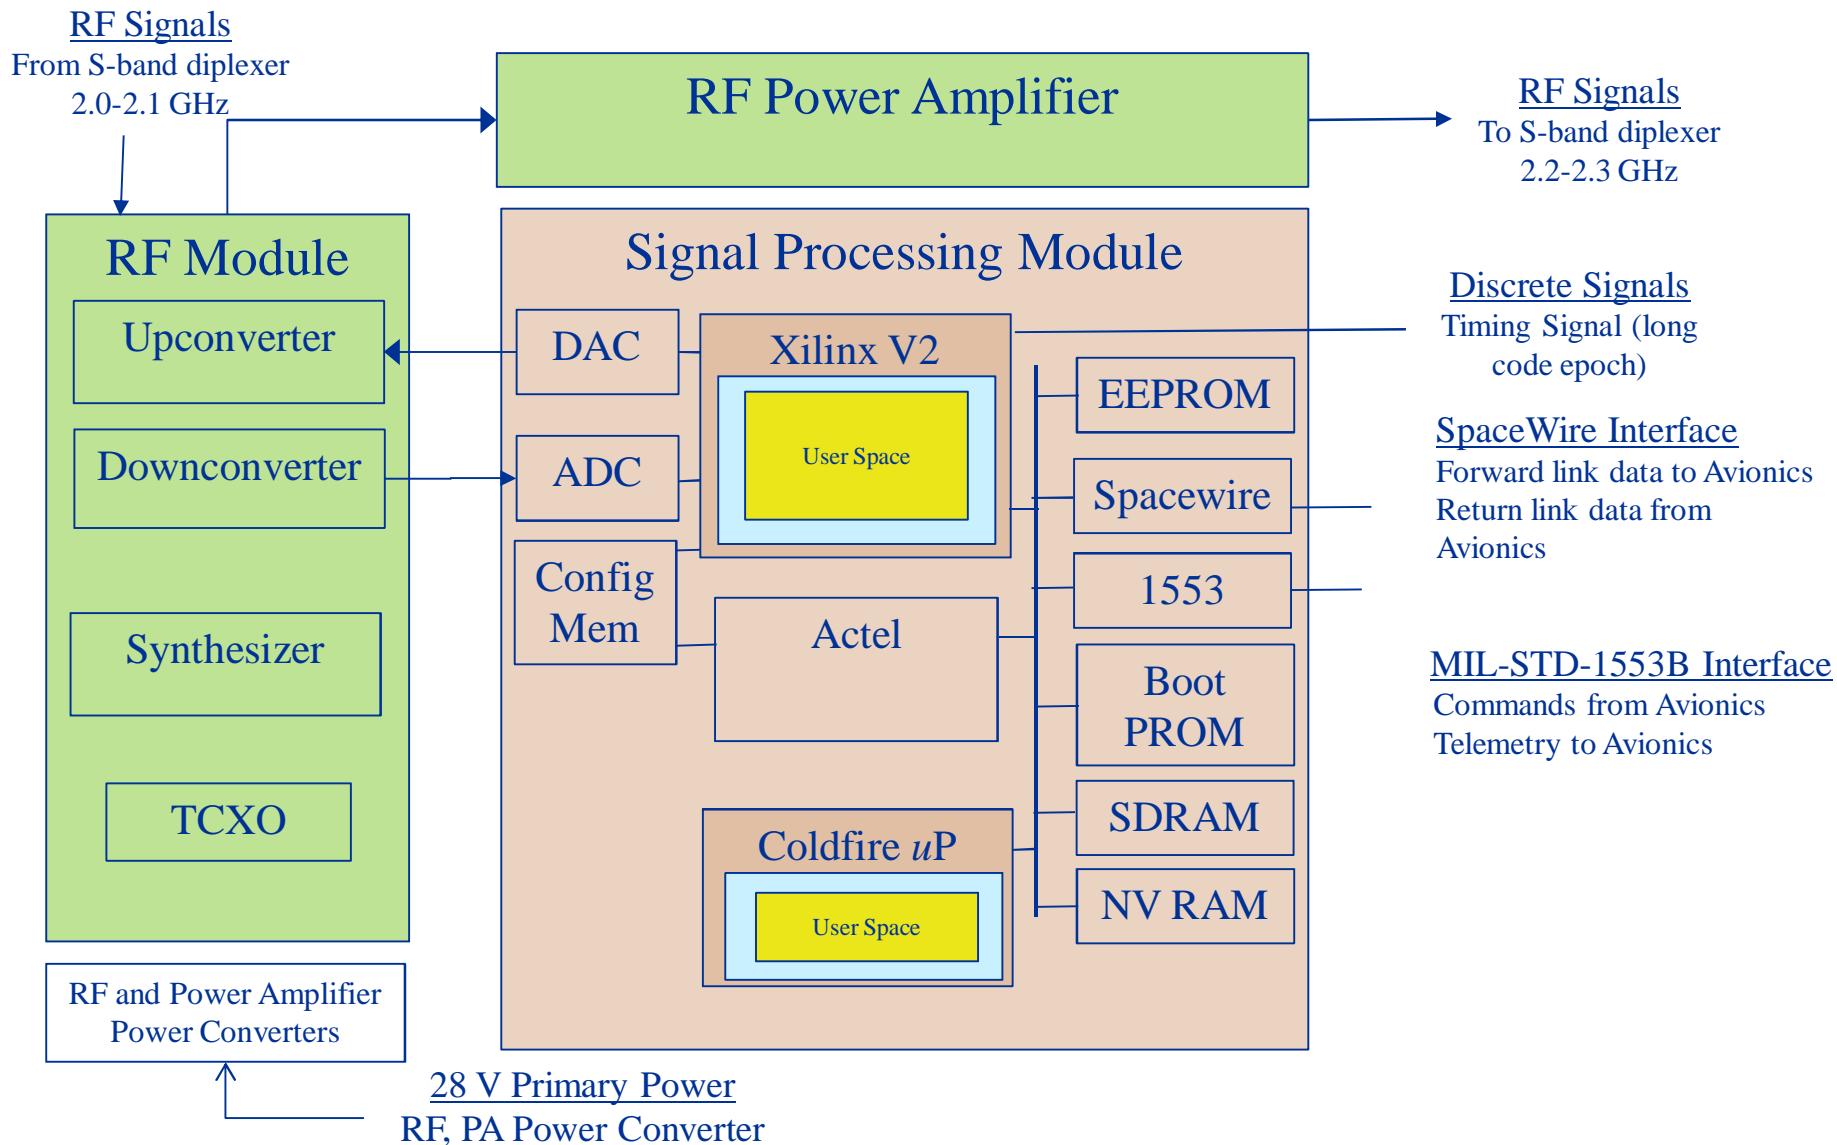 RF Signals
From S-band diplexer
2.0-2.1 GHz
RF Power Amplifier
RF Signals
To S-band diplexer
2.2-2.3 GHz
RF Module
Upconverter
Downconverter
Synthesizer
TCXO
RF and Power Amplifier
Power Converters
28 V Primary Power
RF, PA Power Converter
Signal Processing Module
DAC
ADC
Config
Mem
Xilinx V2
User Space
Actel
Coldfire uP
User Space
EEPROM
Spacewire
1553
Boot
PROM
SDRAM
NV RAM
Discrete Signals
Timing Signal (long
code epoch)
SpaceWire Interface
Forward link data to Avionics
Return link data from
Avionics
MIL-STD-1553B Interface
Commands from Avionics
Telemetry to Avionics